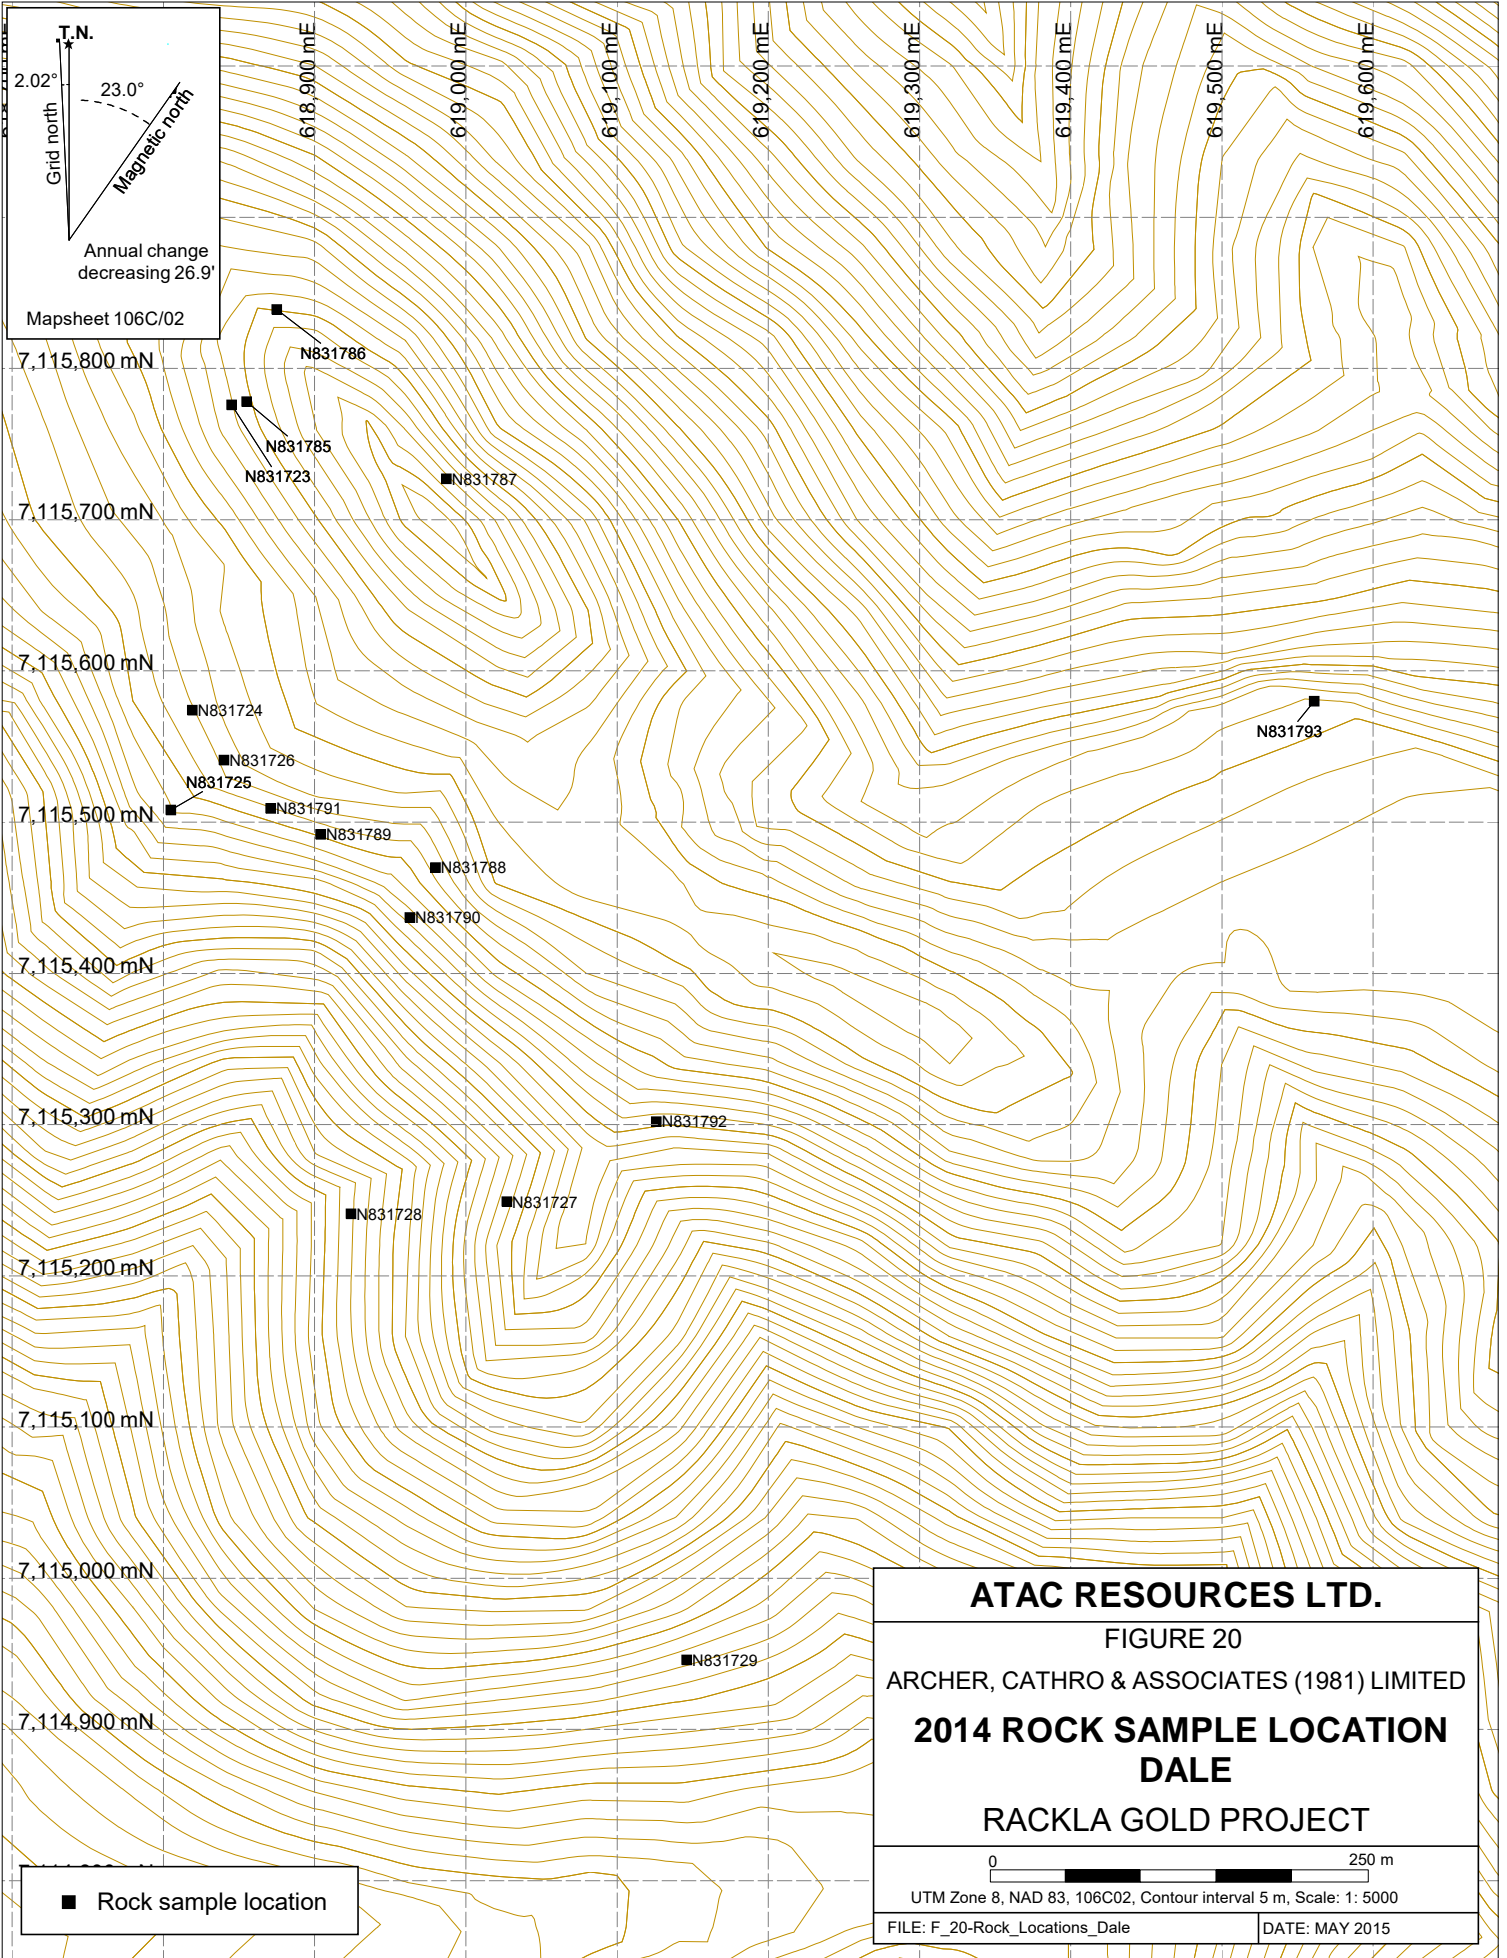 T.N.
2.02°
23.0°
Grid north
Magnetic north
Annual change
decreasing 26.9'
Mapsheet 106C/02
618,900 mE
619,000 mE
619,100 mE
619,200 mE
619,300 mE
619,400 mE
619,500 mE
619,600 mE
N831786
7,115,800 mN
N831785
N831723
N831787
7,115,700 mN
7,115,600 mN
N831724
N831793
N831726
N831725
N831791
7,115,500 mN
N831789
N831788
N831790
7,115,400 mN
7,115,300 mN
N831792
N831727
N831728
7,115,200 mN
7,115,100 mN
7,115,000 mN
N831729
7,114,900 mN
Rock sample location
ATAC RESOURCES LTD.
FIGURE 20
ARCHER, CATHRO & ASSOCIATES (1981) LIMITED
2014 ROCK SAMPLE LOCATION
DALE
RACKLA GOLD PROJECT
0 250 m
UTM Zone 8, NAD 83, 106C02, Contour interval 5 m, Scale: 1: 5000
FILE: F_20-Rock_Locations_Dale
DATE: MAY 2015